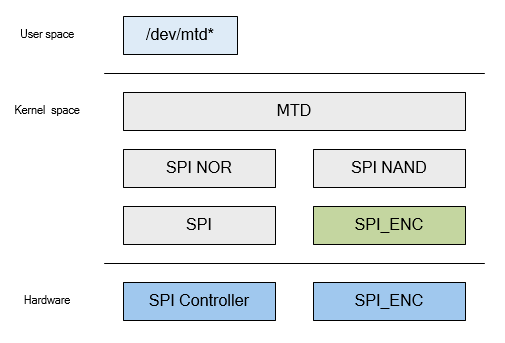 User space
/dev/mtd*
Kernel space
MTD
SPI NOR
SPI NAND
SPI
SPI_ENC
Hardware
SPI Controller
SPI_ENC